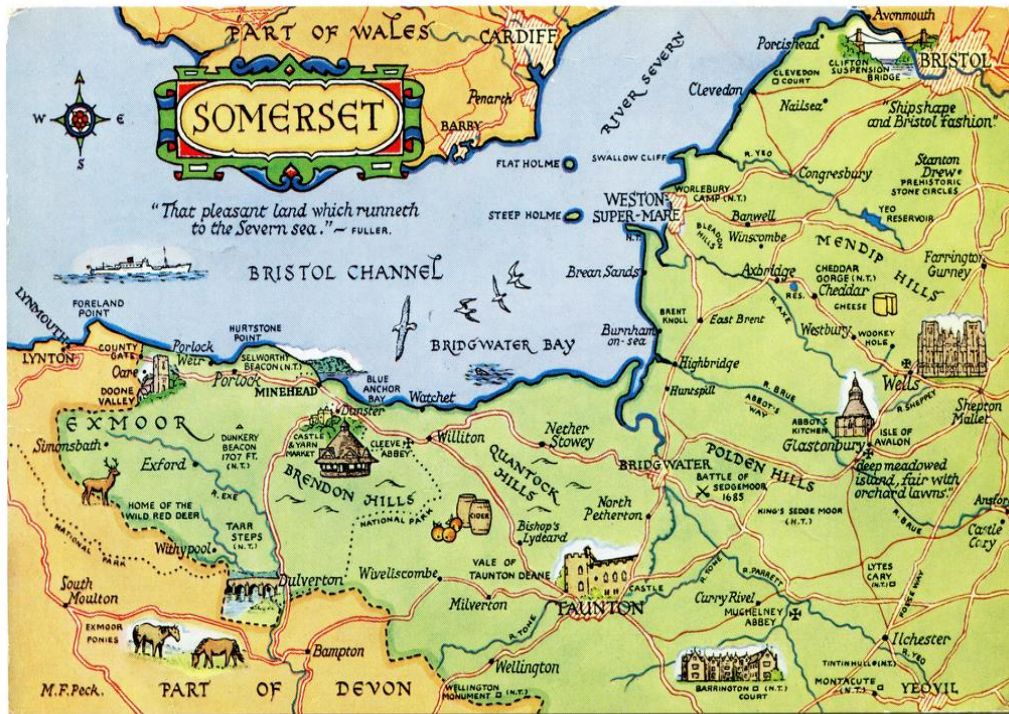 PART OF WALES
CARDIFF
Penarth
BARRY
SOMERSET
W
E
S
"That pleasant land which runneth
to the Severn sea." ~ FULLER.
BRISTOL CHANNEL
RIVER SEVERN
FLAT HOLME
STEEP HOLME
SWALLOW CLIFF
Avonmouth
Portishead
CLIFTON
SUSPENSION
BRIDGE
BRISTOL
CLEVEDON
COURT
Clevedon
Nailsea
"Shipshape
and Bristol Fashion".
R. YEO
Congresbury
Stanton
Drew
PREHISTORIC
STONE CIRCLES
WESTON-
SUPER-MARE
N.T.
WORLEBURY
CAMP (N.T.)
Banwell
YEO
RESERVOIR
BLEADON
HILLS
Winscombe
MENDIP HILLS
Farrington
Gurney
Brean Sands
Axbridge
RES.
CHEDDAR
GORGE (N.T.)
Cheddar
CHEESE
R. AXE
BRENT
KNOLL
East Brent
Westbury
WOOKEY
HOLE
Burnham
on-sea
BRIDGWATER BAY
Highbridge
Huntspill
R. BRUE
ABBOT'S
WAY
Wells
R. SHEPPEY
Shepton
Mallet
ABBOT'S
KITCHEN
Glastonbury
ISLE OF
AVALON
"deep meadowed
island, fair with
orchard lawns."
LYNMOUTH
FORELAND
POINT
LYNTON
COUNTY
GATE
Oare
DOONE
VALLEY
Porlock
Weir
Porlock
HURTSTONE
POINT
SELWORTHY
BEACON (N.T.)
MINEHEAD
BLUE
ANCHOR
BAY
Watchet
Dunster
EXMOOR
Simonsbath
DUNKERY
BEACON
1707 FT.
(N.T.)
CASTLE
& YARN
MARKET
CLEEVE
ABBEY
Williton
Nether
Stowey
Exford
R. EXE
BRENDON HILLS
NATIONAL PARK
QUANTOCK
HILLS
CIDER
BRIDGWATER
POLDEN HILLS
BATTLE OF
SEDGEMOOR
1685
KING'S SEDGE MOOR
(N.T.)
R. BRUE
Ansfor
Castle
Cary
HOME OF THE
WILD RED DEER
TARR
STEPS
(N.T.)
Withypool
NATIONAL
PARK
North
Petherton
Bishop's
Lydeard
South
Moulton
Dulverton
Wiveliscombe
VALE OF
TAUNTON DEANE
Milverton
CASTLE
TAUNTON
R. TONE
R. PARRETT
Curry Rivel
MUCHELNEY
ABBEY
LYTES
CARY
(N.T.)
FOSSE WAY
Ilchester
R. YEO
EXMOOR
PONIES
Bampton
R. TONE
Wellington
WELLINGTON
MONUMENT (N.T.)
BARRINGTON (N.T.)
COURT
TINTINHULL (N.T.)
MONTACUTE
(N.T.)
YEOVIL
M.F. Peck.
PART OF DEVON